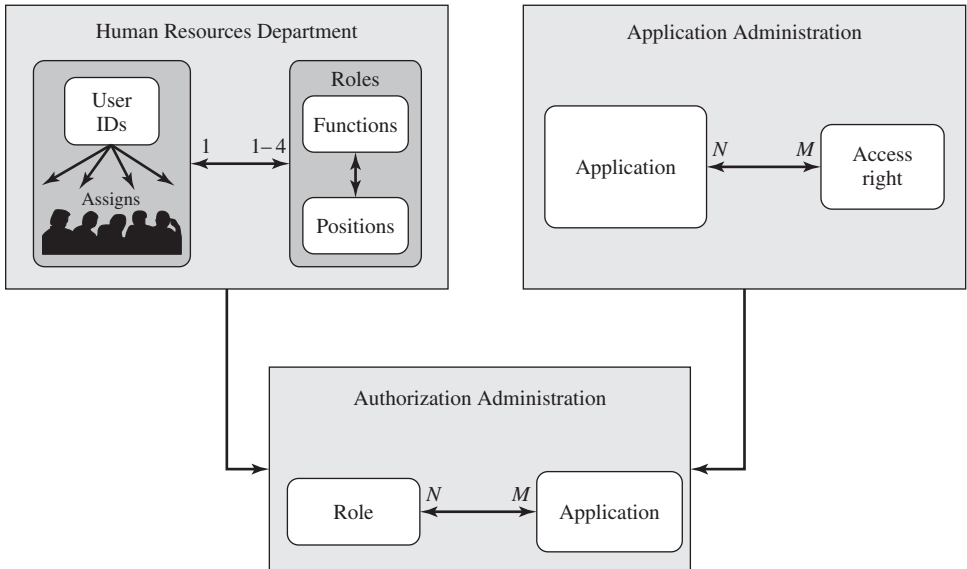 Human Resources Department
User
IDs
Assigns
1
1–4
Roles
Functions
Positions
Application Administration
Application
N
M
Access
right
Authorization Administration
Role
N
M
Application